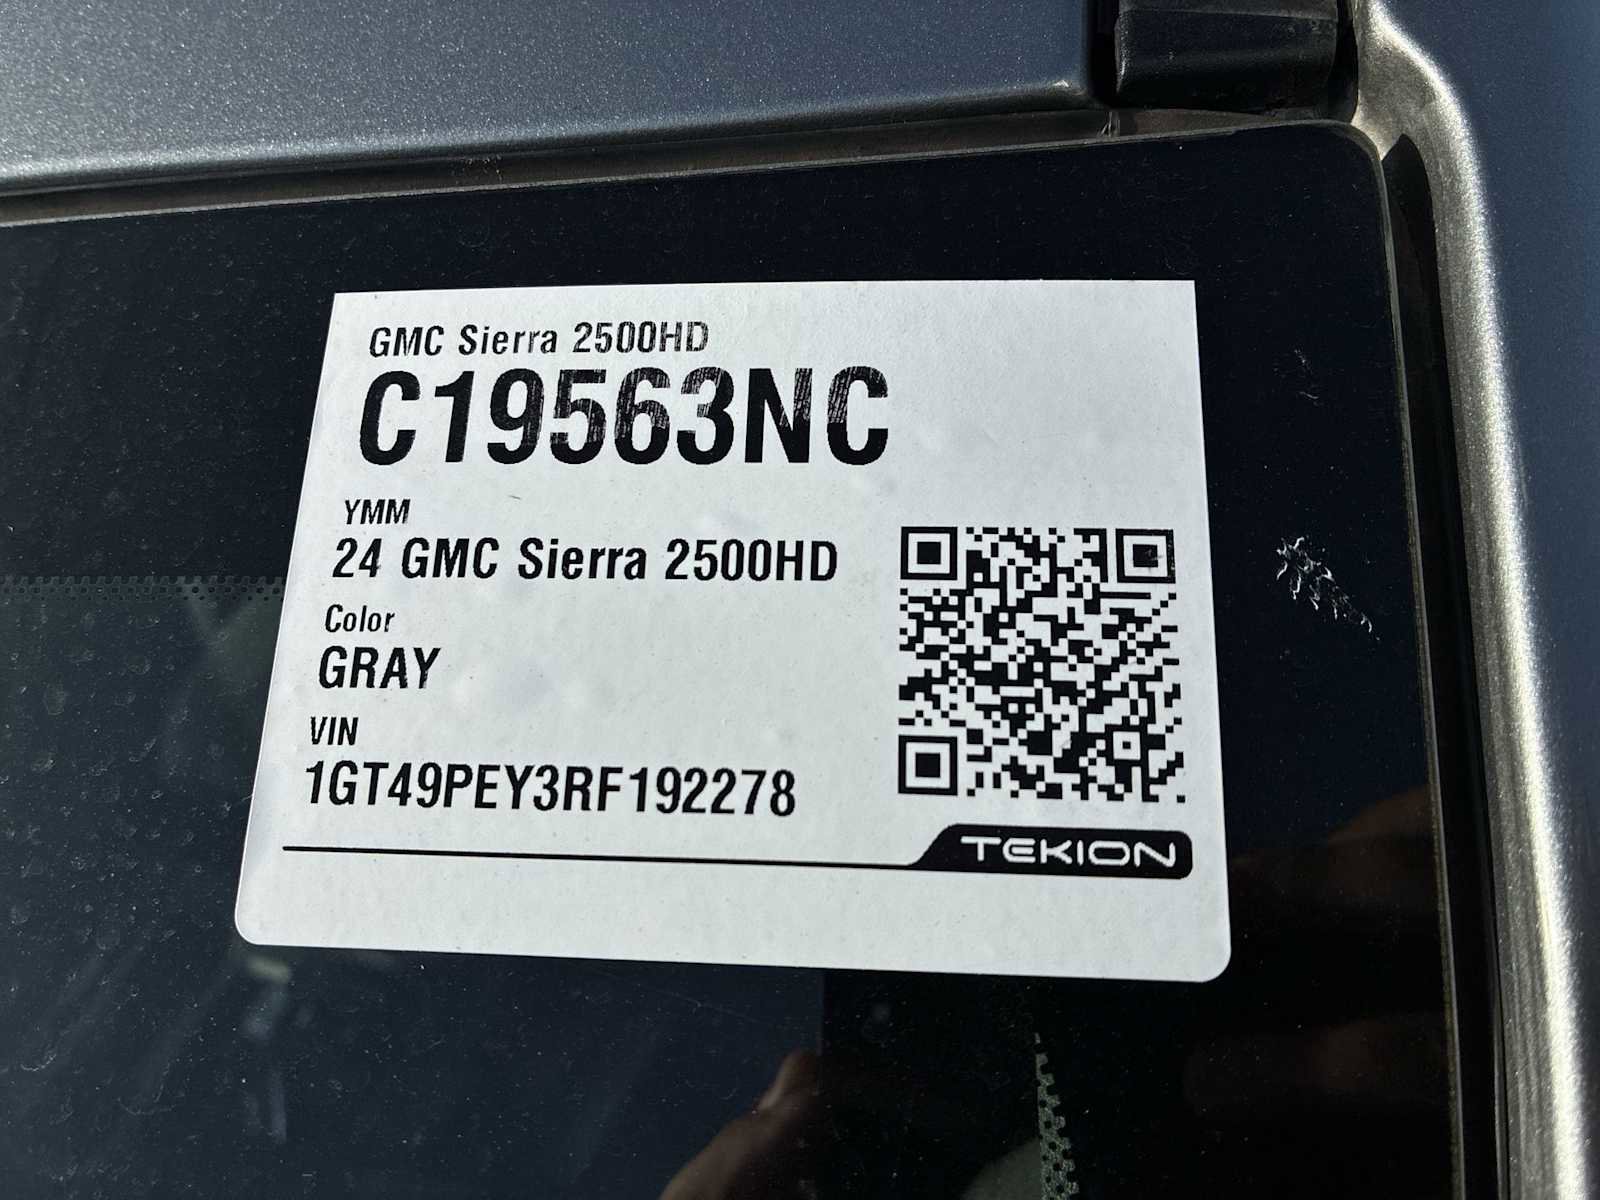 GMC Sierra 2500HD
C19563NC
YMM
24 GMC Sierra 2500HD
Color
GRAY
VIN
1GT49PEY3RF192278
TEKION